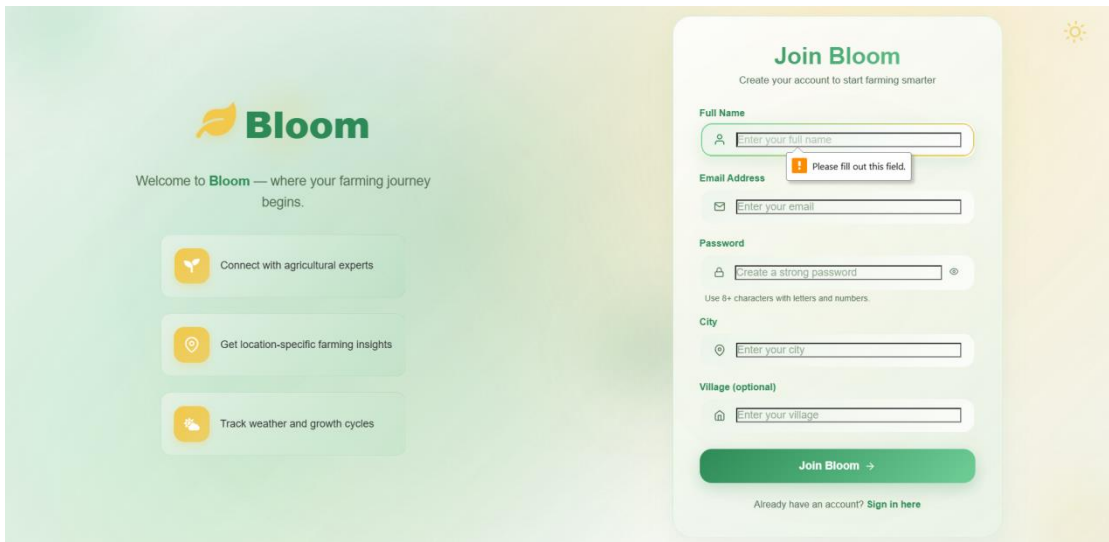 Bloom
Welcome to Bloom — where your farming journey
begins.
Connect with agricultural experts
Get location-specific farming insights
Track weather and growth cycles
Join Bloom
Create your account to start farming smarter
Full Name
Enter your full name
Please fill out this field.
Email Address
Enter your email
Password
Create a strong password
Use 8+ characters with letters and numbers.
City
Enter your city
Village (optional)
Enter your village
Join Bloom →
Already have an account? Sign in here